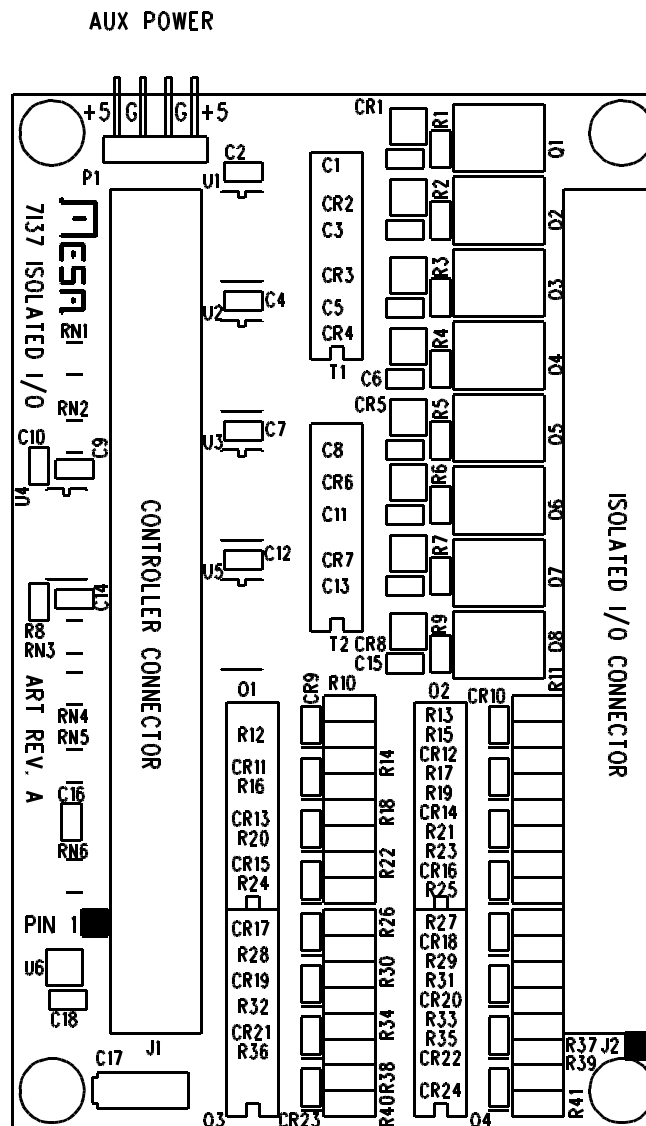 AUX POWER
+5 G G +5
P1
MESA
7137 ISOLATED I/O
ART REV. A
CONTROLLER CONNECTOR
ISOLATED I/O CONNECTOR
CR1
R1
Q1
C2
U1
C1
R2
Q2
CR2
C3
R3
Q3
CR3
U2
C4
C5
R4
Q4
CR4
RN1
T1
C6
RN2
CR5
R5
Q5
C10
C9
U3
C7
C8
U4
R6
Q6
CR6
C11
R7
Q7
U5
C12
CR7
C13
C14
R8
RN3
T2
CR8
R9
Q8
C15
R11
O1
CR9
R10
O2
CR10
RN4
RN5
R12
R13
R15
CR12
CR11
R16
R14
R17
R19
C16
CR13
R20
R18
CR14
R21
RN6
R23
CR15
R24
R22
CR16
R25
PIN 1
CR17
R26
R27
CR18
U6
R28
R29
CR19
R30
R31
CR20
C18
R32
R33
J1
CR21
R36
R34
R35
CR22
R37
J2
R39
C17
R38
CR24
O3
CR23
R40
O4
R41